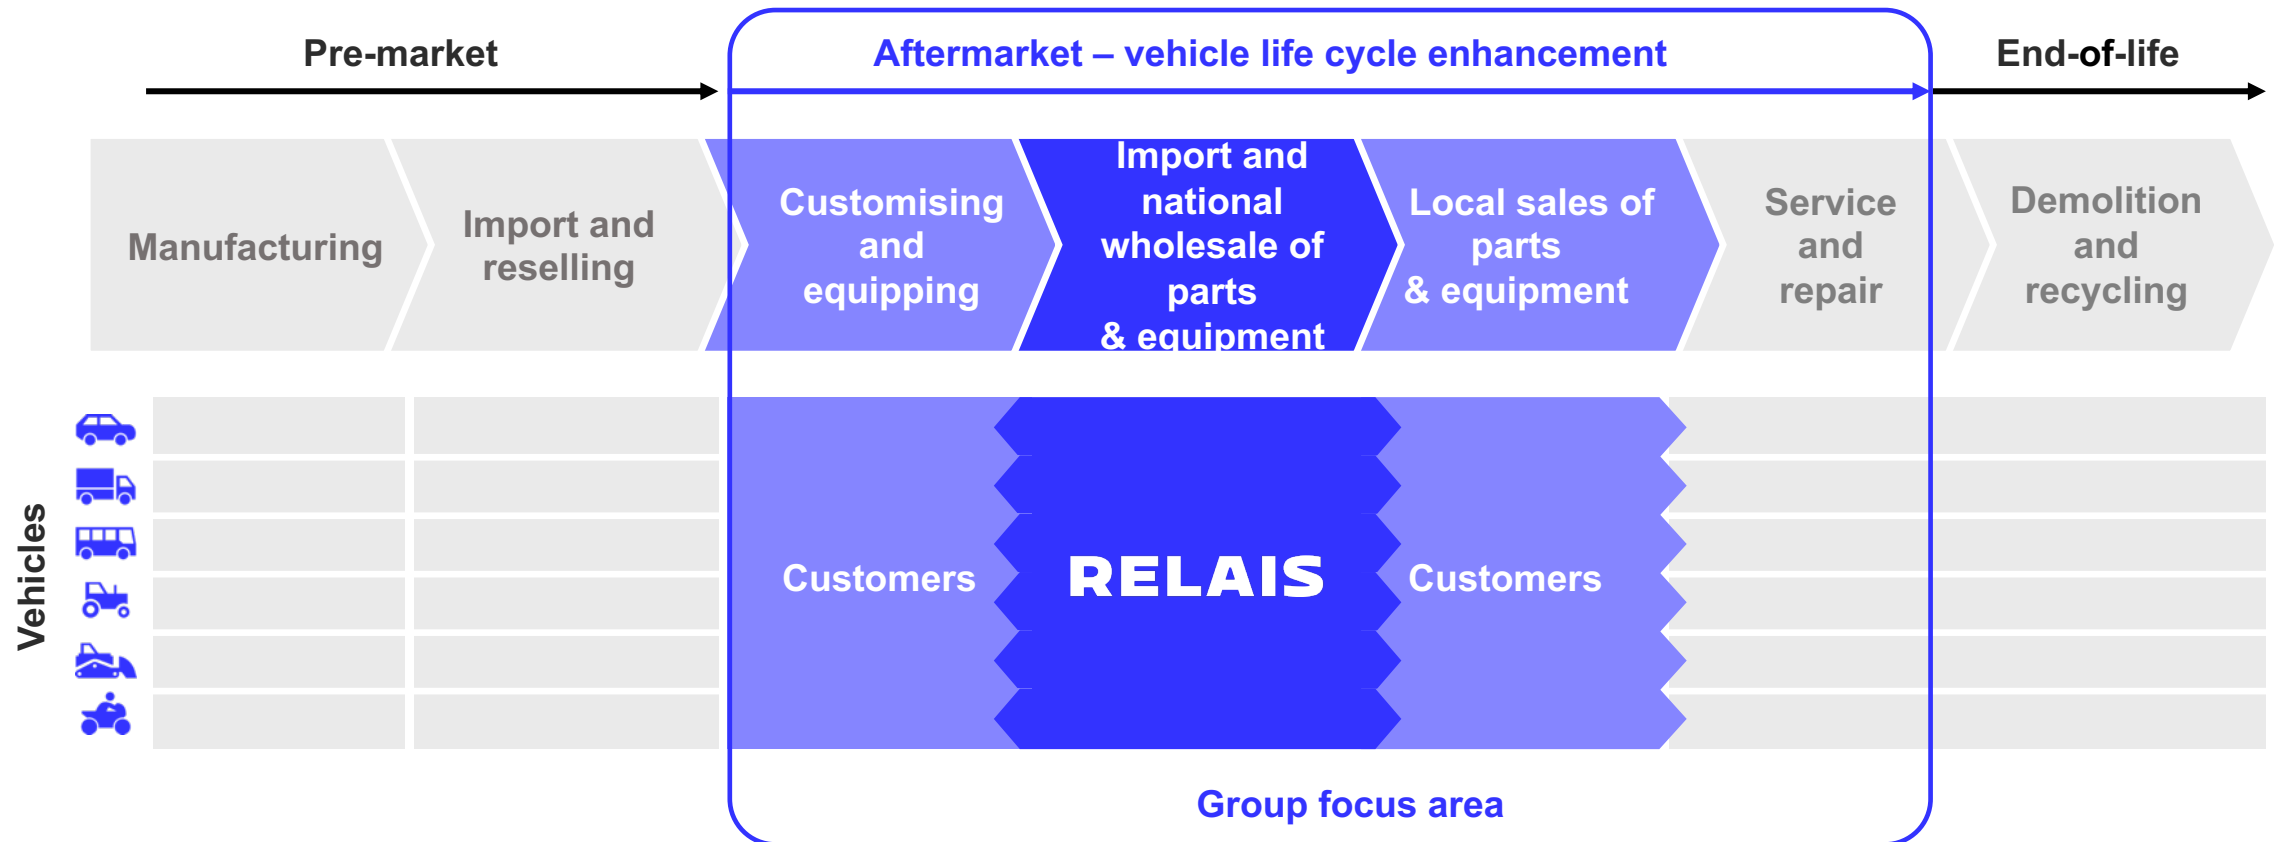 Pre-market
Aftermarket – vehicle life cycle enhancement
End-of-life
Manufacturing
Import and
reselling
Customising
and
equipping
Import and
national
wholesale of
parts
& equipment
Local sales of
parts
& equipment
Service
and
repair
Demolition
and
recycling
Vehicles
Customers
RELAIS
Customers
Group focus area